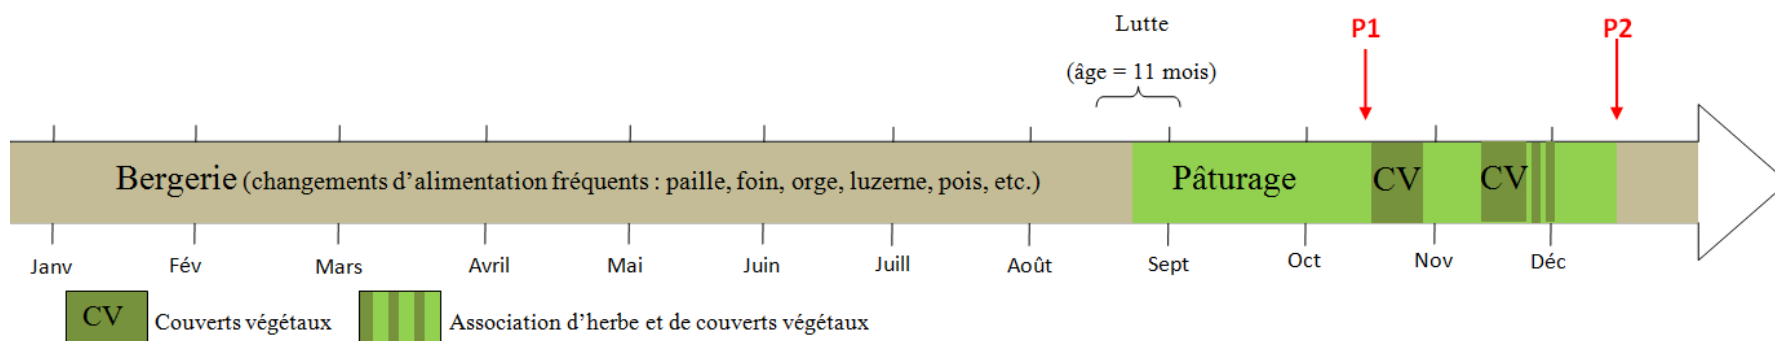 Lutte
(âge = 11 mois)
P1
P2
Bergerie (changements d’alimentation fréquents : paille, foin, orge, luzerne, pois, etc.)
Pâturage
CV
CV
Janv
Fév
Mars
Avril
Mai
Juin
Juill
Août
Sept
Oct
Nov
Déc
CV
Couverts végétaux
Association d’herbe et de couverts végétaux